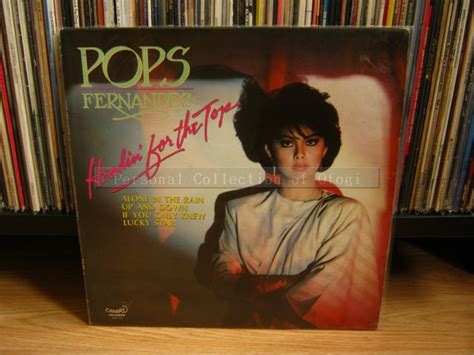 POPS
FERNANDEZ
Headin' for the Top
Personal Collection of Otogi
ALONE IN THE RAIN
UP AND DOWN
IF YOU ONLY KNEW
LUCKY STAR